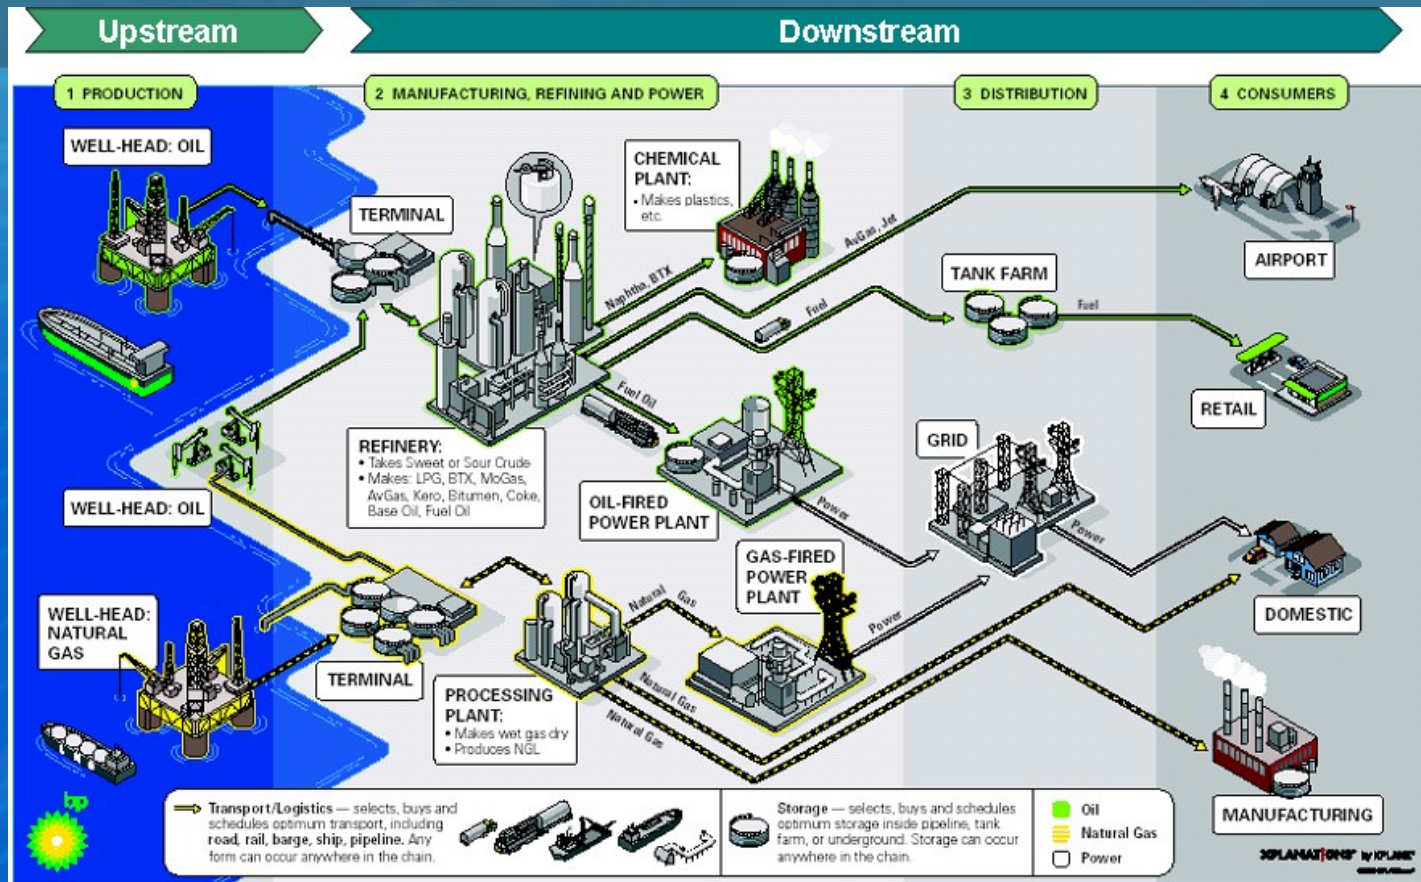 Upstream
Downstream
1 PRODUCTION
2 MANUFACTURING, REFINING AND POWER
3 DISTRIBUTION
4 CONSUMERS
WELL-HEAD: OIL
TERMINAL
CHEMICAL
PLANT:
• Makes plastics,
etc.
Naphtha, BTX
AvGas, Jet
Fuel
TANK FARM
Fuel
AIRPORT
RETAIL
REFINERY:
• Takes Sweet or Sour Crude
• Makes: LPG, BTX, MoGas,
AvGas, Kero, Bitumen, Coke,
Base Oil, Fuel Oil
Fuel Oil
OIL-FIRED
POWER PLANT
Power
GRID
Power
WELL-HEAD: OIL
WELL-HEAD:
NATURAL
GAS
TERMINAL
PROCESSING
PLANT:
• Makes wet gas dry
• Produces NGL
Natural Gas
Natural Gas
Natural Gas
GAS-FIRED
POWER
PLANT
Power
DOMESTIC
MANUFACTURING
bp
Transport/Logistics — selects, buys and
schedules optimum transport, including
road, rail, barge, ship, pipeline. Any
form can occur anywhere in the chain.
Storage — selects, buys and schedules
optimum storage inside pipeline, tank
farm, or underground. Storage can occur
anywhere in the chain.
Oil
Natural Gas
Power
XPLANATiONS by XPLANE